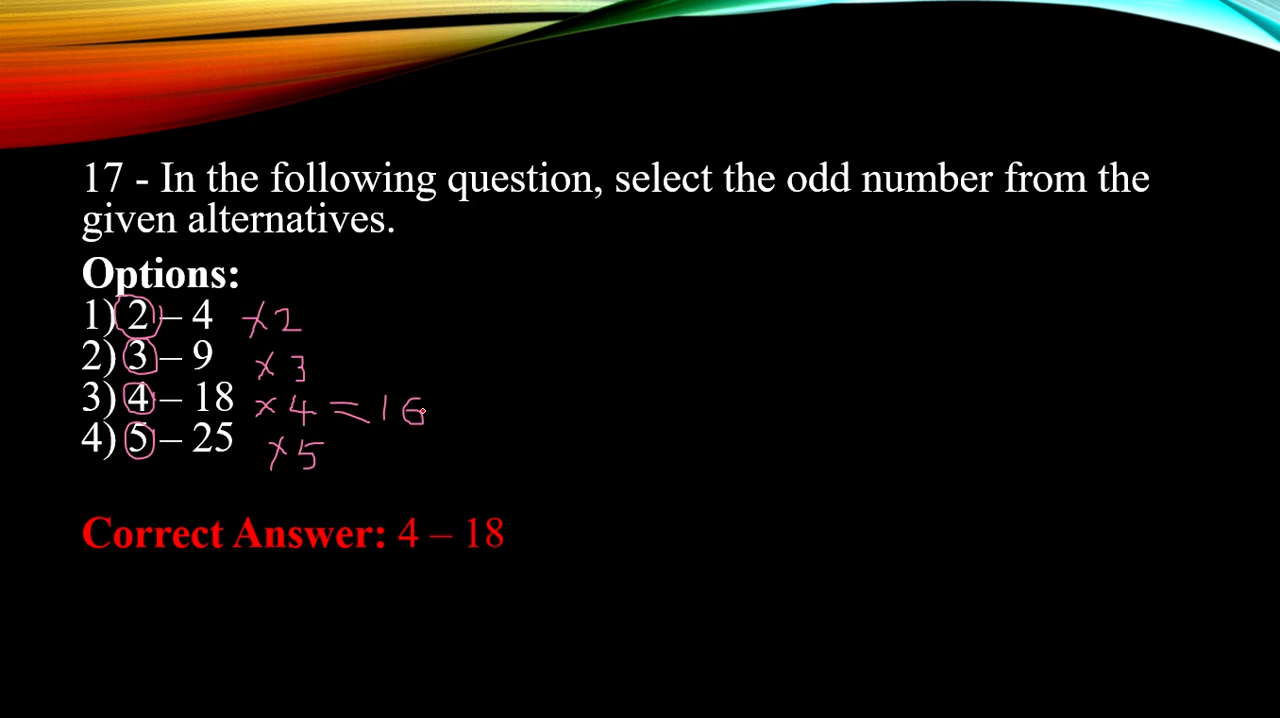 17 - In the following question, select the odd number from the
given alternatives.
Options:
1) 2 – 4 ×2
2) 3 – 9 ×3
3) 4 – 18 ×4 = 16
4) 5 – 25 ×5
Correct Answer: 4 – 18